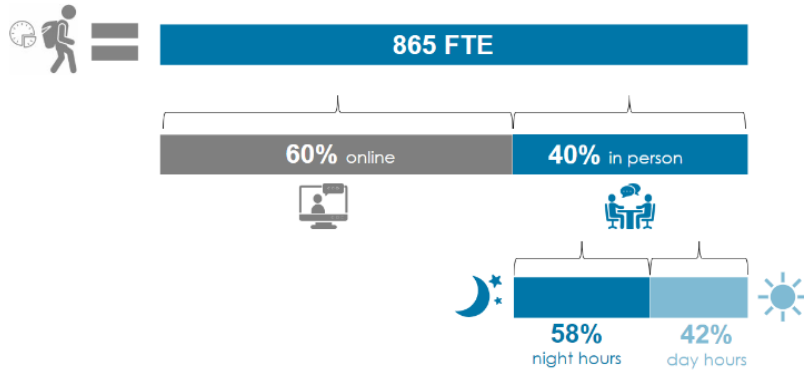 865 FTE
60% online
40% in person
58%
night hours
42%
day hours